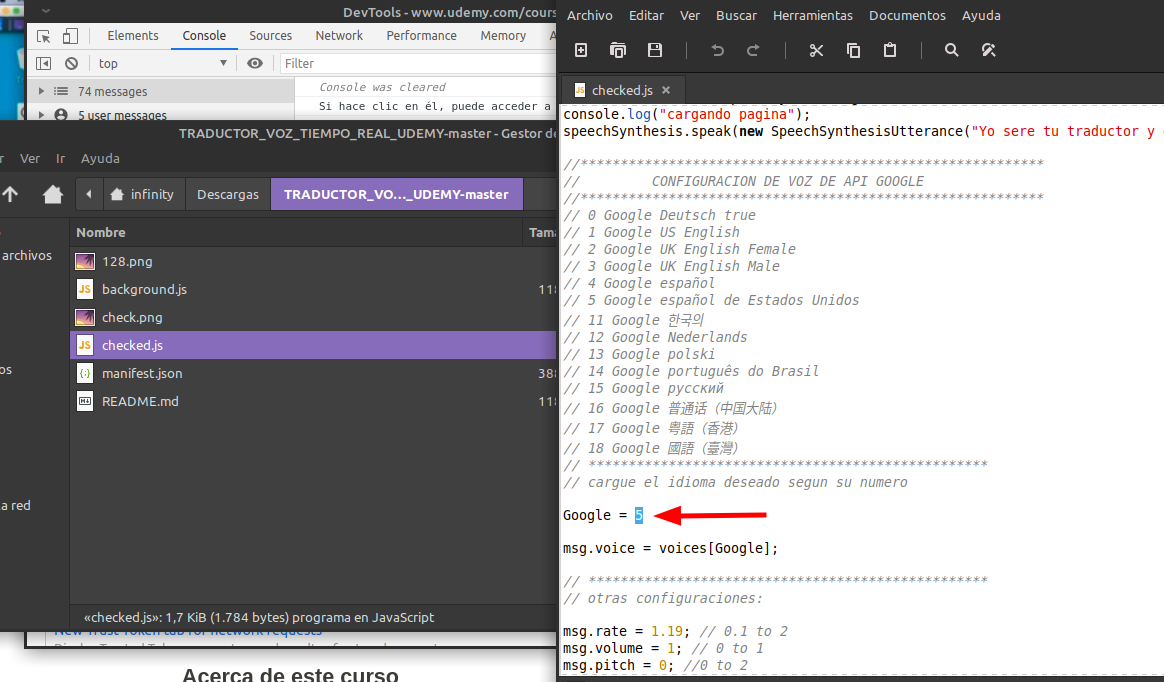 DevTools - www.udemy.com/cours
Elements Console Sources Network Performance Memory A
top Filter
74 messages
5 user messages
Console was cleared
Si hace clic en él, puede acceder a
TRADUCTOR_VOZ_TIEMPO_REAL_UDEMY-master - Gestor de
r Ver Ir Ayuda
infinity Descargas TRADUCTOR_VO..._UDEMY-master
archivos
os
a red
Nombre Tama
128.png
background.js 118
check.png
checked.js
manifest.json 388
README.md 118
«checked.js»: 1,7 KiB (1.784 bytes) programa en JavaScript
New Trust Token tab for network requests
Acerca de este curso
Archivo Editar Ver Buscar Herramientas Documentos Ayuda
checked.js ×
console.log("cargando pagina");
speechSynthesis.speak(new SpeechSynthesisUtterance("Yo sere tu traductor y
//**********************************************************
// CONFIGURACION DE VOZ DE API GOOGLE
//**********************************************************
// 0 Google Deutsch true
// 1 Google US English
// 2 Google UK English Female
// 3 Google UK English Male
// 4 Google español
// 5 Google español de Estados Unidos
// 11 Google 한국의
// 12 Google Nederlands
// 13 Google polski
// 14 Google português do Brasil
// 15 Google русский
// 16 Google 普通话（中国大陆）
// 17 Google 粤語（香港）
// 18 Google 國語（臺灣）
// **************************************************
// cargue el idioma deseado segun su numero
Google = 5
msg.voice = voices[Google];
// **************************************************
// otras configuraciones:
msg.rate = 1.19; // 0.1 to 2
msg.volume = 1; // 0 to 1
msg.pitch = 0; //0 to 2